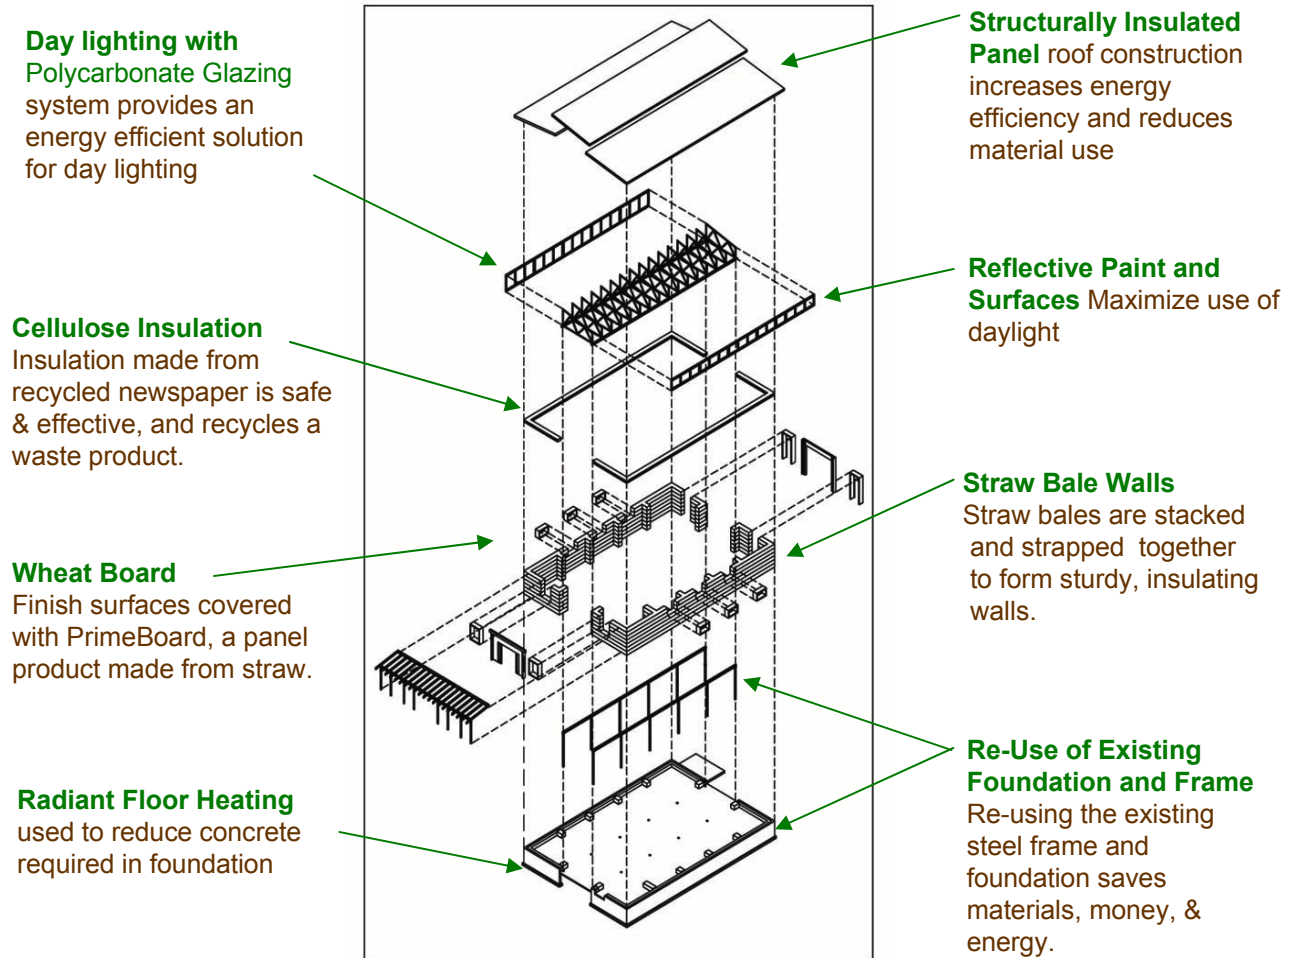 Day lighting with
Polycarbonate Glazing
system provides an
energy efficient solution
for day lighting
Cellulose Insulation
Insulation made from
recycled newspaper is safe
& effective, and recycles a
waste product.
Wheat Board
Finish surfaces covered
with PrimeBoard, a panel
product made from straw.
Radiant Floor Heating
used to reduce concrete
required in foundation
Structurally Insulated
Panel roof construction
increases energy
efficiency and reduces
material use
Reflective Paint and
Surfaces Maximize use of
daylight
Straw Bale Walls
Straw bales are stacked
and strapped together
to form sturdy, insulating
walls.
Re-Use of Existing
Foundation and Frame
Re-using the existing
steel frame and
foundation saves
materials, money, &
energy.